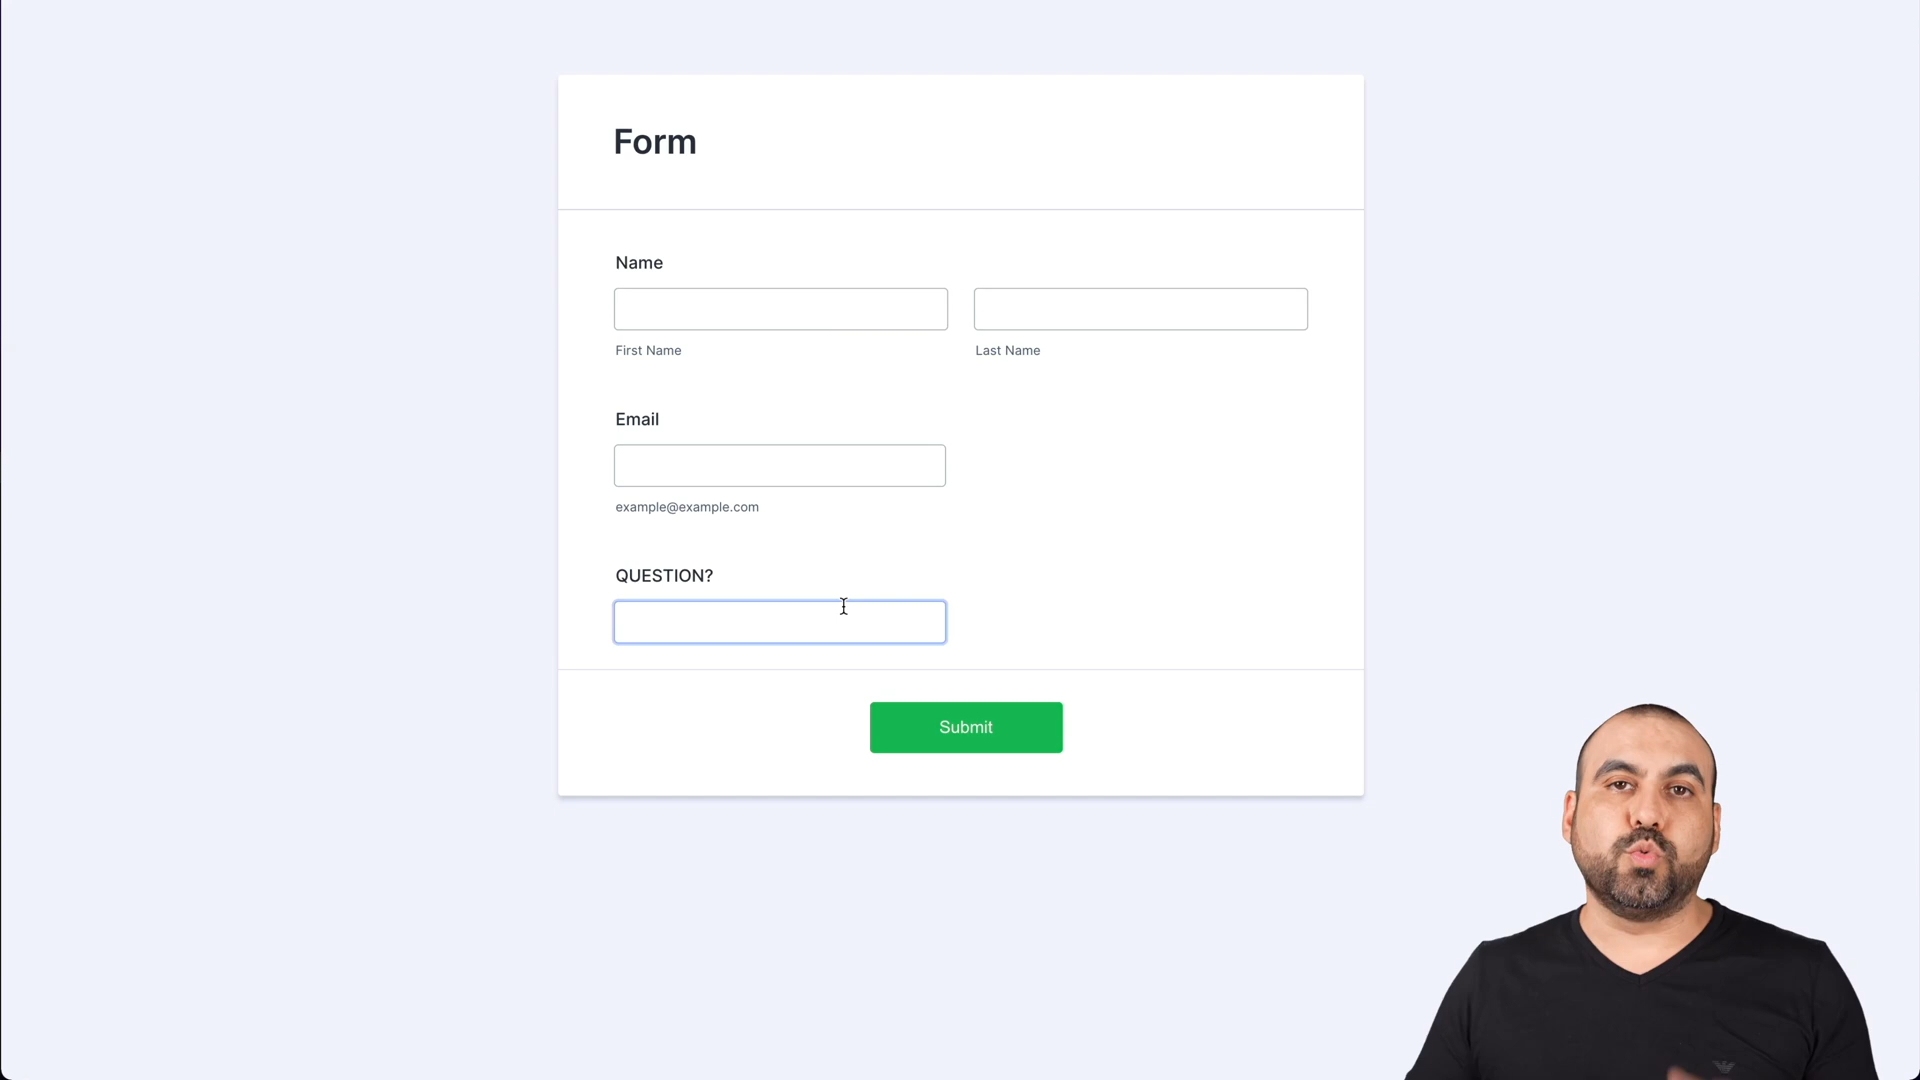 Form
Name
First Name
Last Name
Email
example@example.com
QUESTION?
Submit